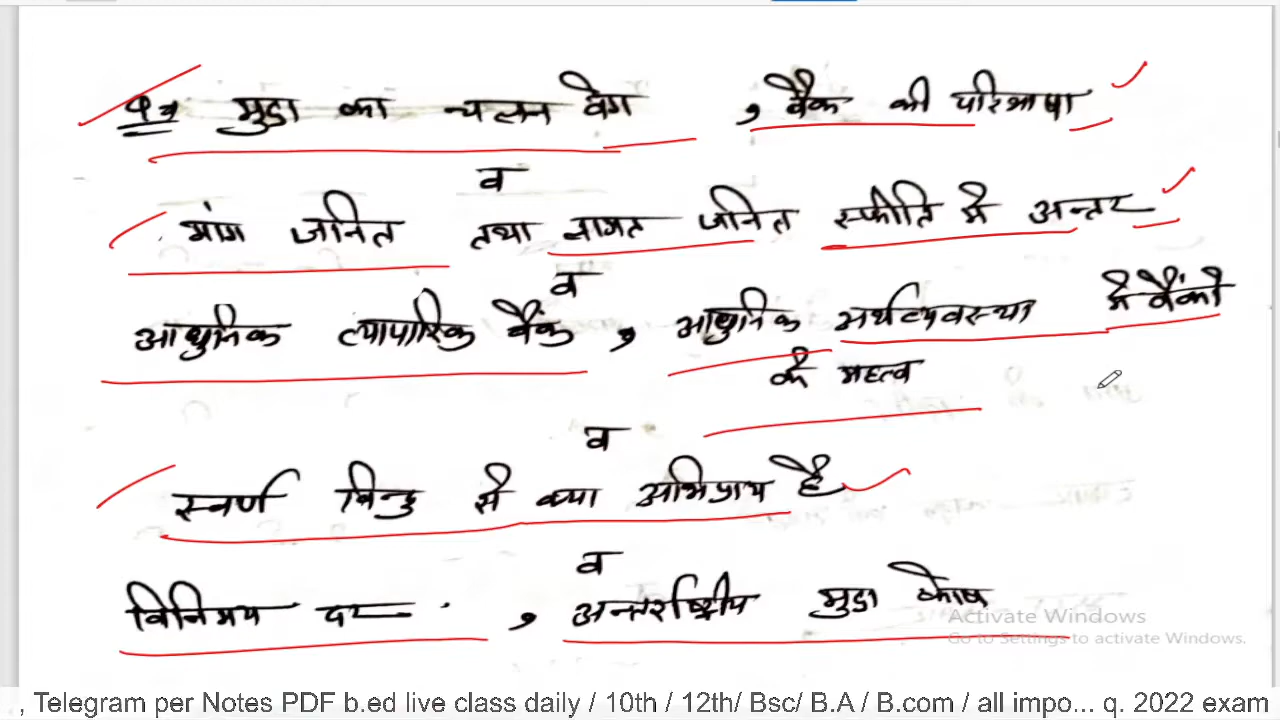 प्र मुद्रा का चलन वेग , बैंक की परिभाषा
व
मांग जनित तथा लागत जनित स्फीति में अन्तर
व
आधुनिक व्यापारिक बैंक , आधुनिक अर्थव्यवस्था में बैंकों
के महत्व
व
स्वर्ण बिन्दु से क्या अभिप्राय है
व
विनिमय दर , अन्तर्राष्ट्रीय मुद्रा कोष
Activate Windows
Go to Settings to activate Windows.
, Telegram per Notes PDF b.ed live class daily / 10th / 12th/ Bsc/ B.A / B.com / all impo... q. 2022 exam